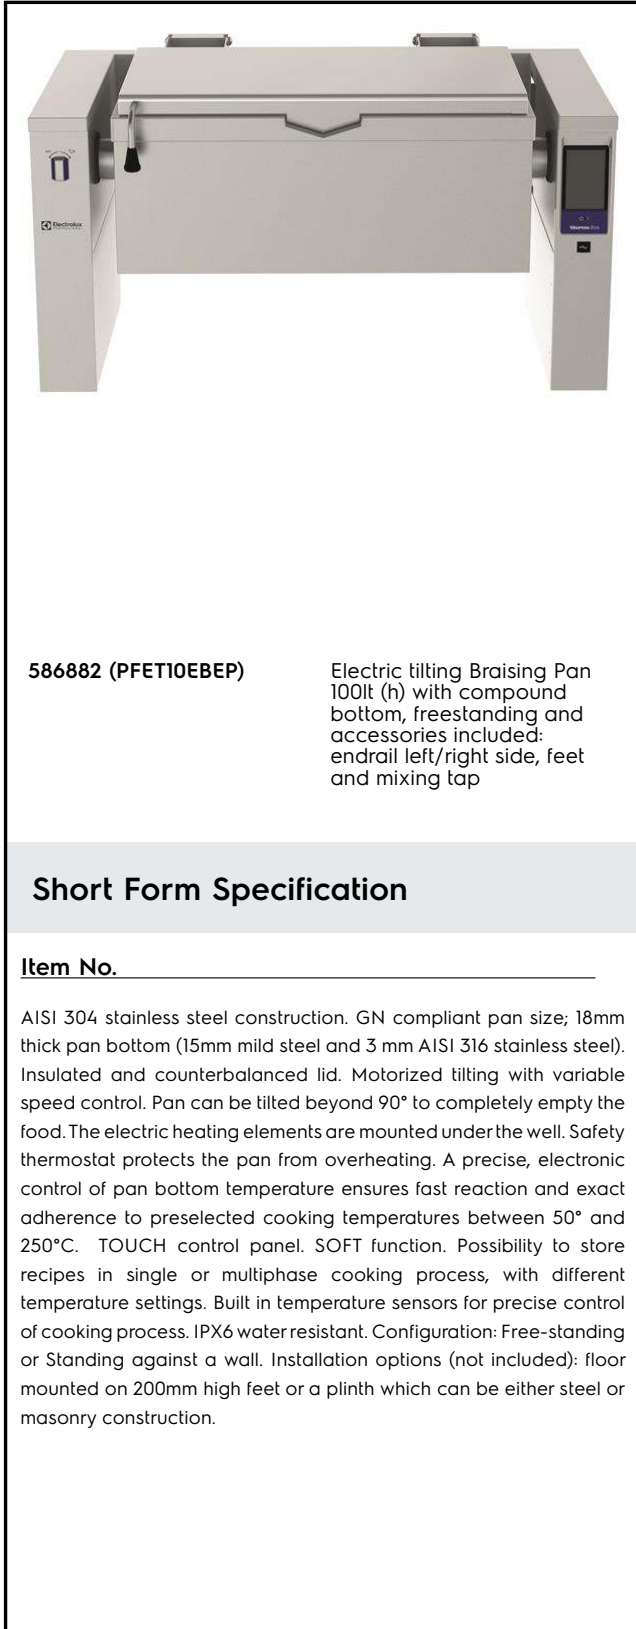 Electrolux
PROFESSIONAL
thermaline
586882 (PFET10EBEP)
Electric tilting Braising Pan
100lt (h) with compound
bottom, freestanding and
accessories included:
endrail left/right side, feet
and mixing tap
Short Form Specification
Item No.
AISI 304 stainless steel construction. GN compliant pan size; 18mm
thick pan bottom (15mm mild steel and 3 mm AISI 316 stainless steel).
Insulated and counterbalanced lid. Motorized tilting with variable
speed control. Pan can be tilted beyond 90° to completely empty the
food. The electric heating elements are mounted under the well. Safety
thermostat protects the pan from overheating. A precise, electronic
control of pan bottom temperature ensures fast reaction and exact
adherence to preselected cooking temperatures between 50° and
250°C. TOUCH control panel. SOFT function. Possibility to store
recipes in single or multiphase cooking process, with different
temperature settings. Built in temperature sensors for precise control
of cooking process. IPX6 water resistant. Configuration: Free-standing
or Standing against a wall. Installation options (not included): floor
mounted on 200mm high feet or a plinth which can be either steel or
masonry construction.